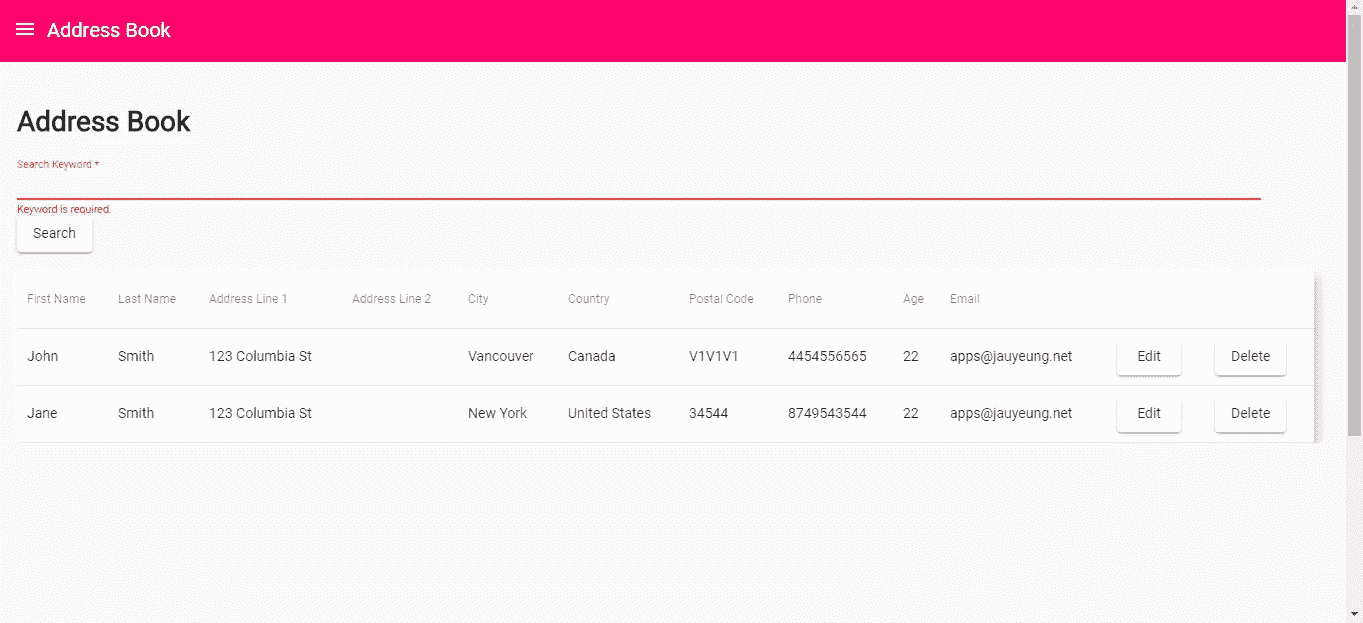 Address Book
Address Book
Search Keyword *
Keyword is required.
Search
First Name Last Name Address Line 1 Address Line 2 City Country Postal Code Phone Age Email
John Smith 123 Columbia St Vancouver Canada V1V1V1 4454556565 22 apps@jauyeung.net Edit Delete
Jane Smith 123 Columbia St New York United States 34544 8749543544 22 apps@jauyeung.net Edit Delete